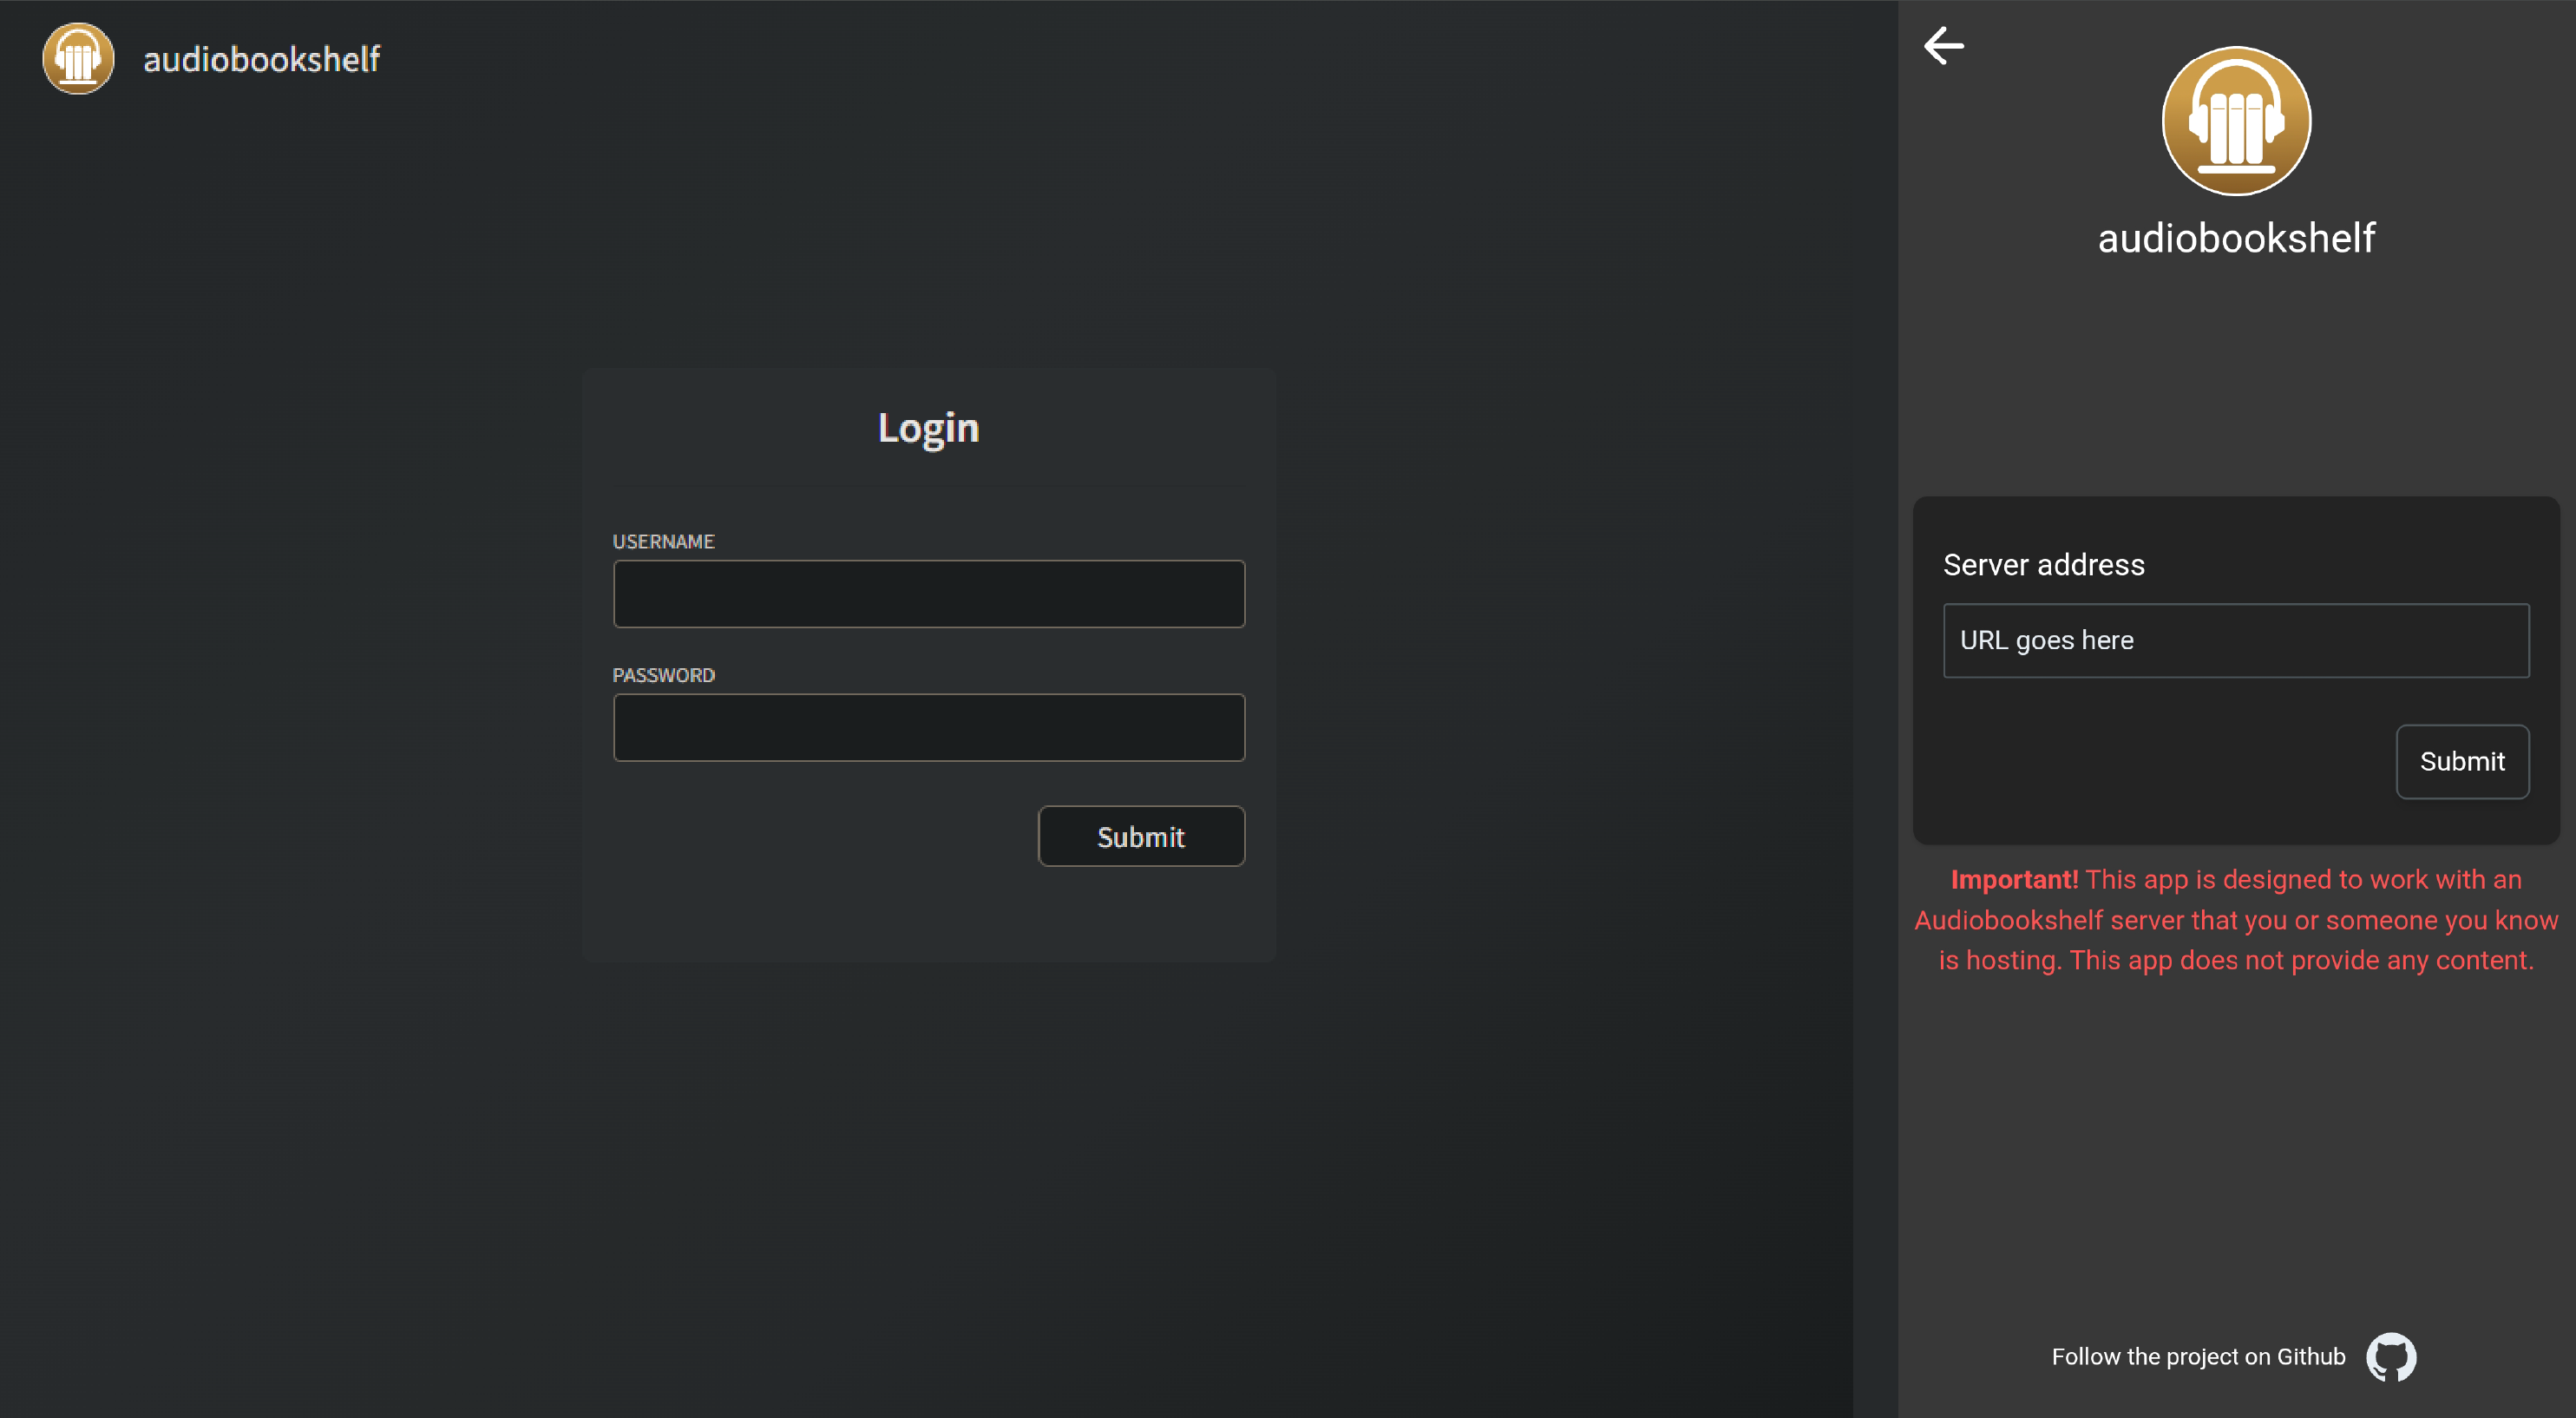 audiobookshelf
Login
USERNAME
PASSWORD
Submit
audiobookshelf
Server address
URL goes here
Submit
Important! This app is designed to work with an
Audiobookshelf server that you or someone you know
is hosting. This app does not provide any content.
Follow the project on Github